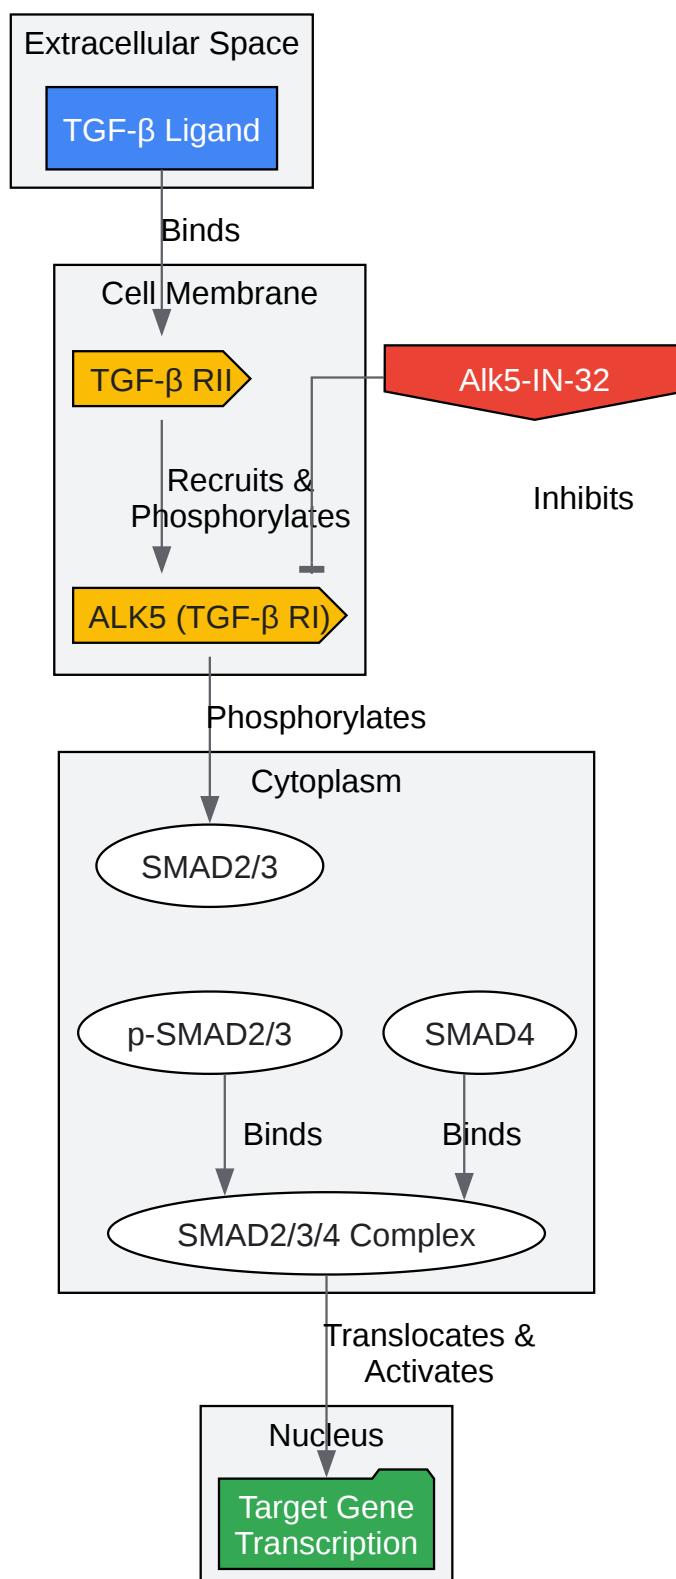 Extracellular Space
TGF-β Ligand
Binds
Cell Membrane
TGF-β RII
Alk5-IN-32
Recruits &
Phosphorylates
Inhibits
ALK5 (TGF-β RI)
Phosphorylates
Cytoplasm
SMAD2/3
p-SMAD2/3
SMAD4
Binds
Binds
SMAD2/3/4 Complex
Translocates &
Activates
Nucleus
Target Gene
Transcription